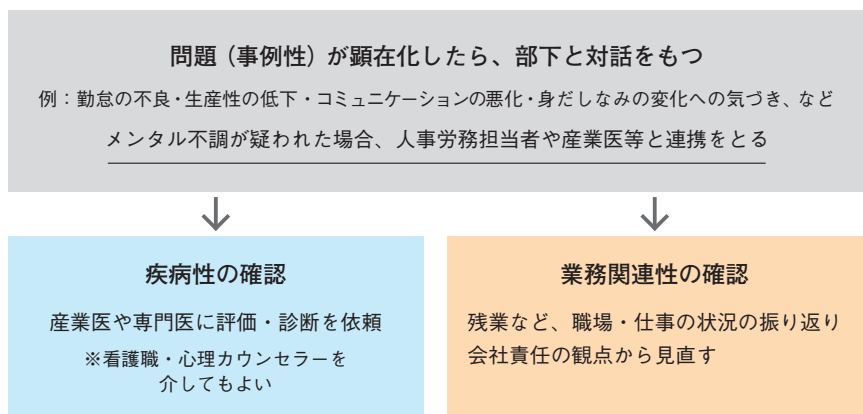 問題（事例性）が顕在化したら、部下と対話をもつ
例：勤怠の不良・生産性の低下・コミュニケーションの悪化・身だしなみの変化への気づき、など
メンタル不調が疑われた場合、人事労務担当者や産業医等と連携をとる
疾病性の確認
産業医や専門医に評価・診断を依頼
※看護職・心理カウンセラーを
介してもよい
業務関連性の確認
残業など、職場・仕事の状況の振り返り
会社責任の観点から見直す